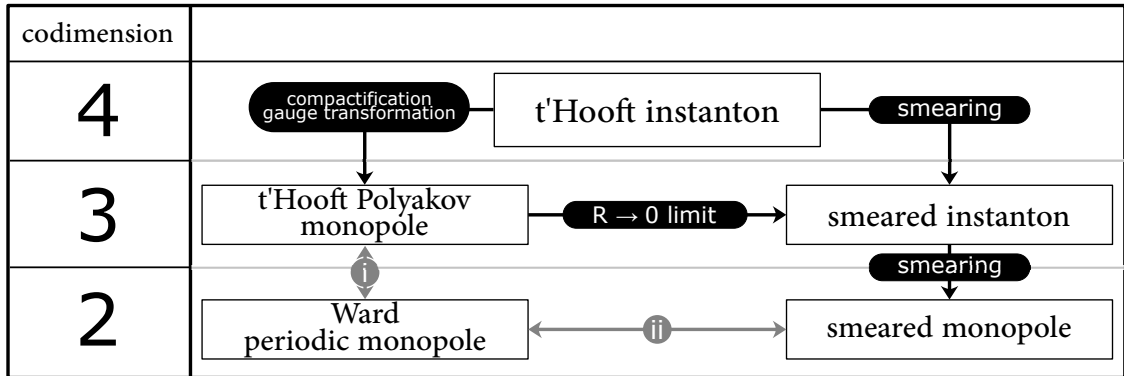 codimension
4
compactification
gauge transformation
t'Hooft instanton
smearing
3
t'Hooft Polyakov
monopole
R → 0 limit
smeared instanton
i
smearing
2
Ward
periodic monopole
ii
smeared monopole